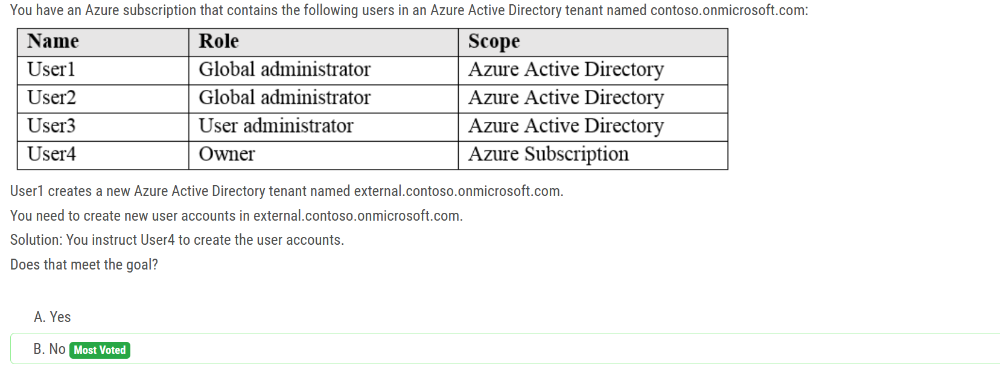 You have an Azure subscription that contains the following users in an Azure Active Directory tenant named contoso.onmicrosoft.com:
Name Role Scope
User1 Global administrator Azure Active Directory
User2 Global administrator Azure Active Directory
User3 User administrator Azure Active Directory
User4 Owner Azure Subscription
User1 creates a new Azure Active Directory tenant named external.contoso.onmicrosoft.com.
You need to create new user accounts in external.contoso.onmicrosoft.com.
Solution: You instruct User4 to create the user accounts.
Does that meet the goal?
A. Yes
B. No Most Voted